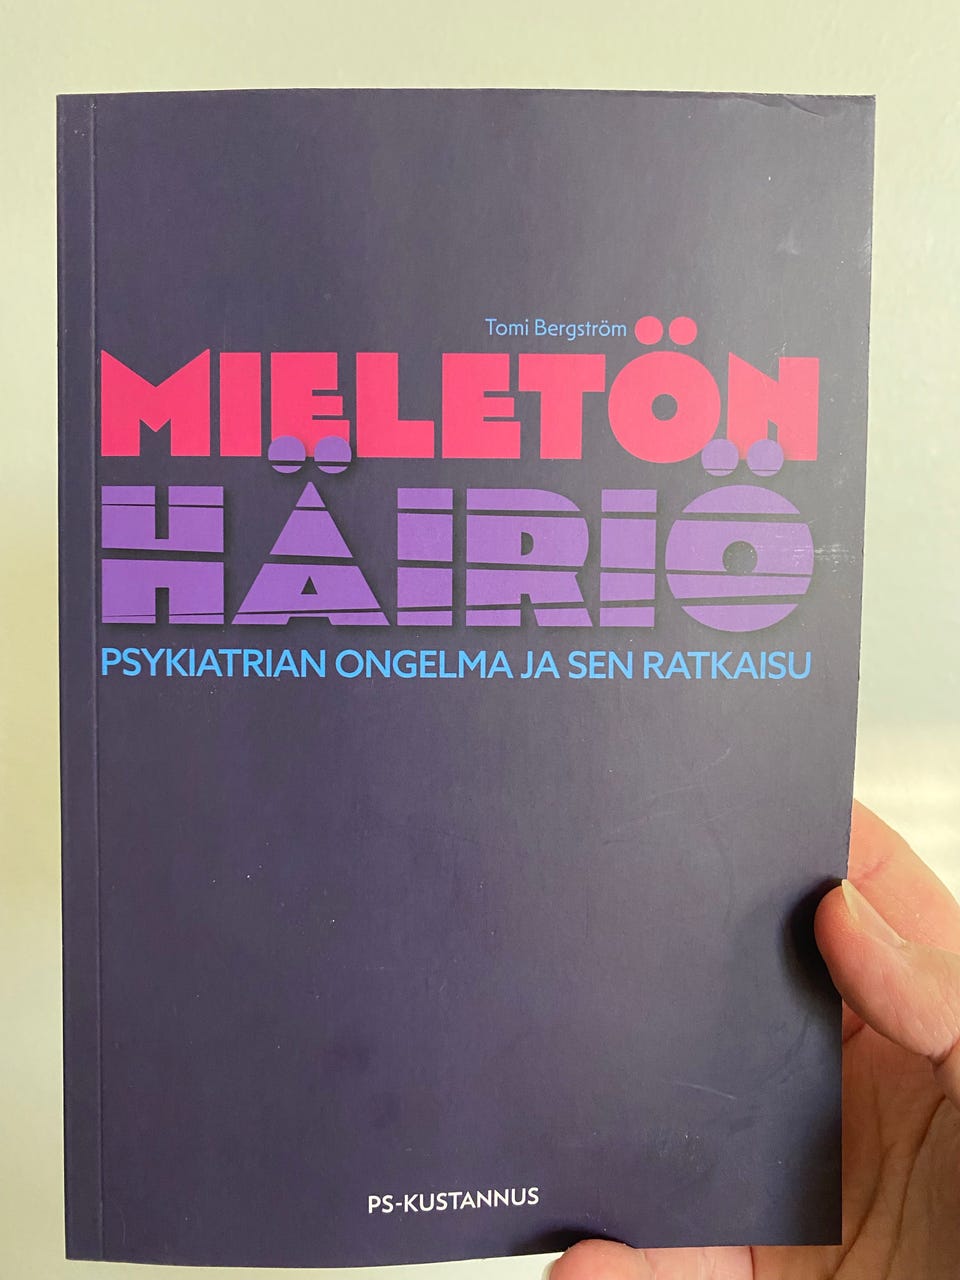 Tomi Bergström
MIELETÖN
HÄIRIÖ
PSYKIATRIAN ONGELMA JA SEN RATKAISU
PS-KUSTANNUS